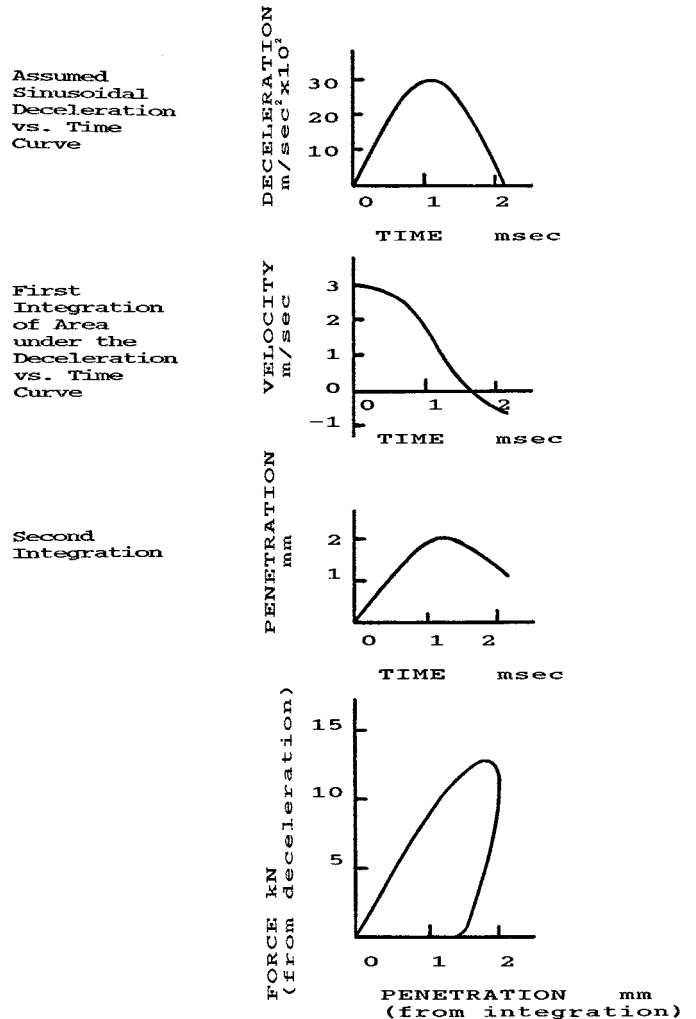 Assumed
Sinusoidal
Deceleration
vs. Time
Curve
DECELERATION
m/sec²x10²
30
20
10
0 1 2
TIME msec
First
Integration
of Area
under the
Deceleration
vs. Time
Curve
VELOCITY
m/sec
3
2
1
0
-1
0 1 2
TIME msec
Second
Integration
PENETRATION
mm
2
1
0 1 2
TIME msec
FORCE kN
(from deceleration)
15
10
5
0 1 2
PENETRATION mm
(from integration)